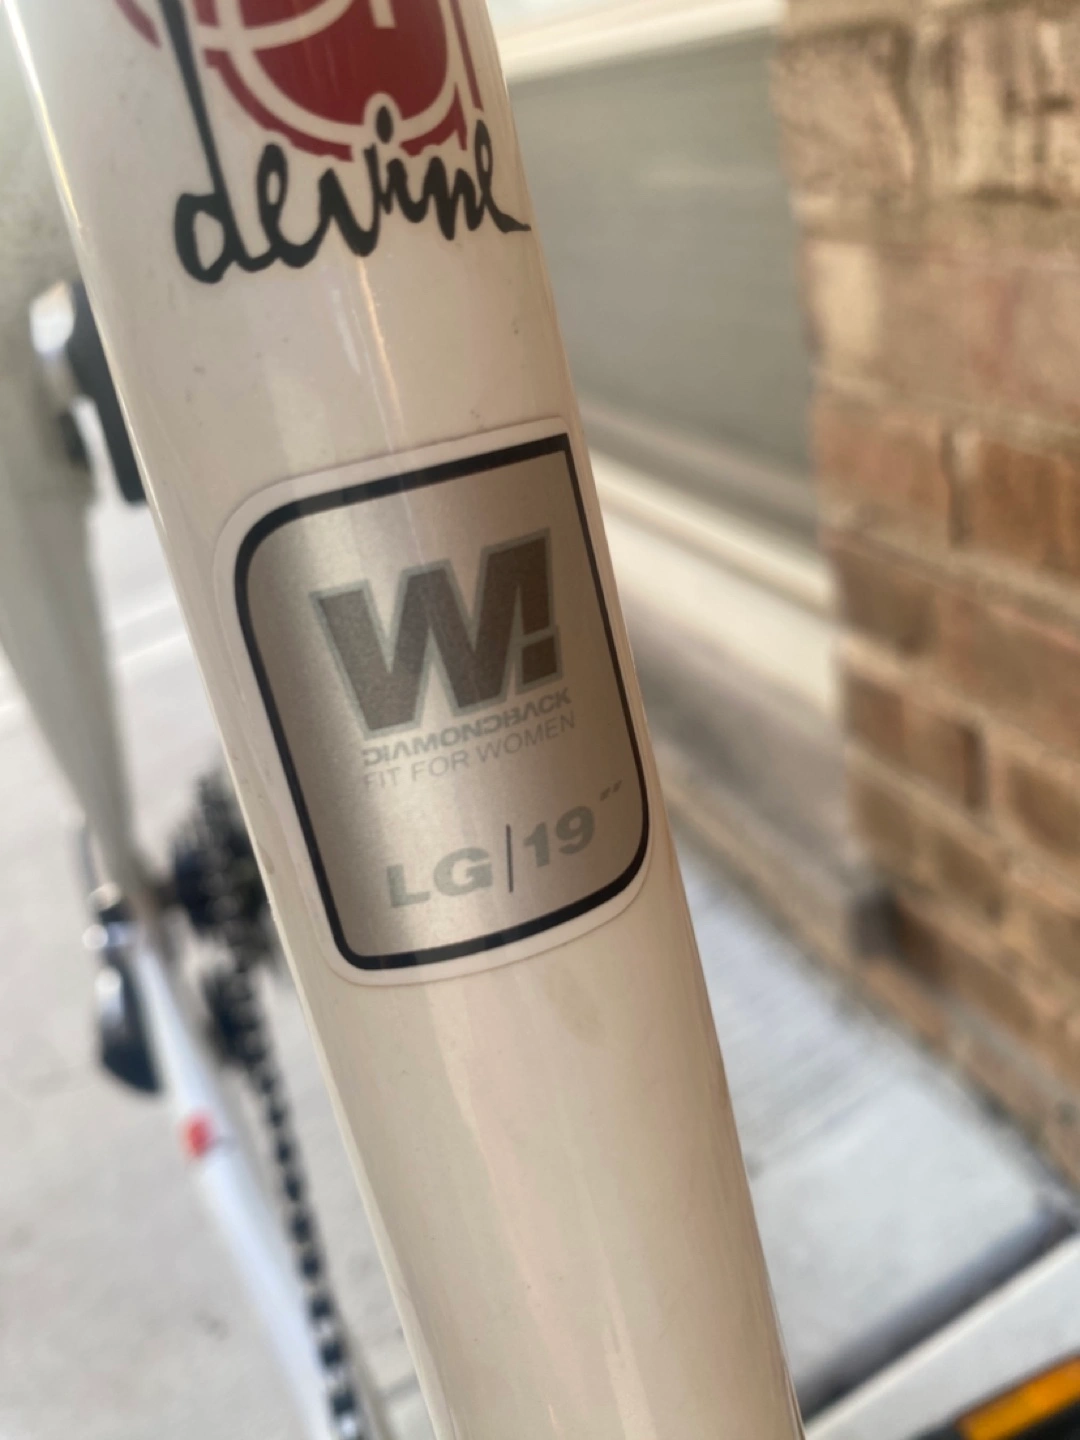 devine
W!
DIAMONDBACK
FIT FOR WOMEN
LG|19"